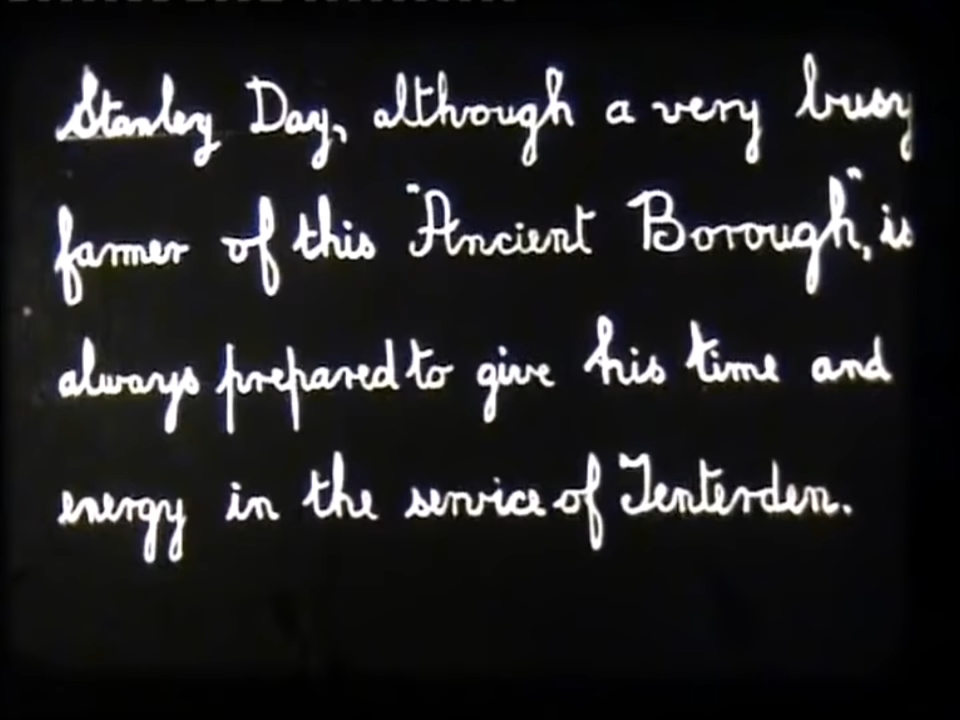 Stanley Day, although a very busy
farmer of this "Ancient Borough", is
always prepared to give his time and
energy in the service of Tenterden.